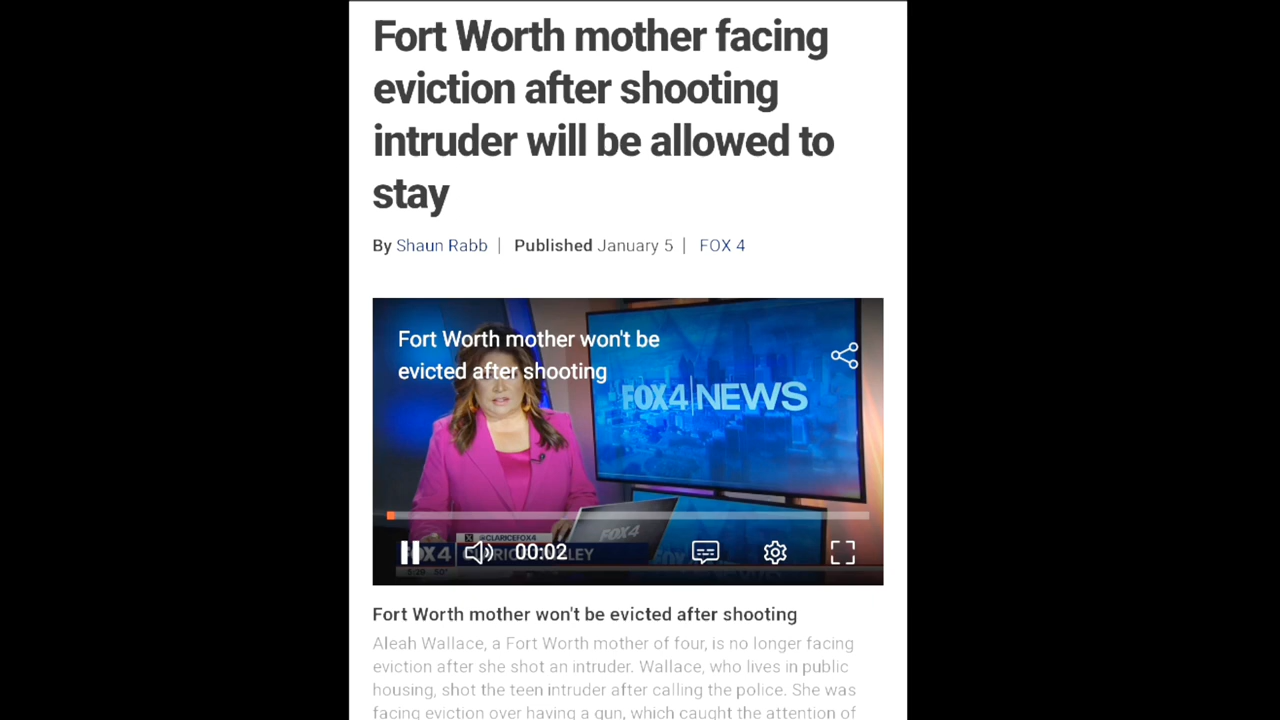 Fort Worth mother facing
eviction after shooting
intruder will be allowed to
stay
By Shaun Rabb | Published January 5 | FOX 4
Fort Worth mother won't be
evicted after shooting
FOX4 NEWS
FOX4
@CLARICEFOX4
FOX4
00:02
Fort Worth mother won't be evicted after shooting
Aleah Wallace, a Fort Worth mother of four, is no longer facing
eviction after she shot an intruder. Wallace, who lives in public
housing, shot the teen intruder after calling the police. She was
facing eviction over having a gun, which caught the attention of